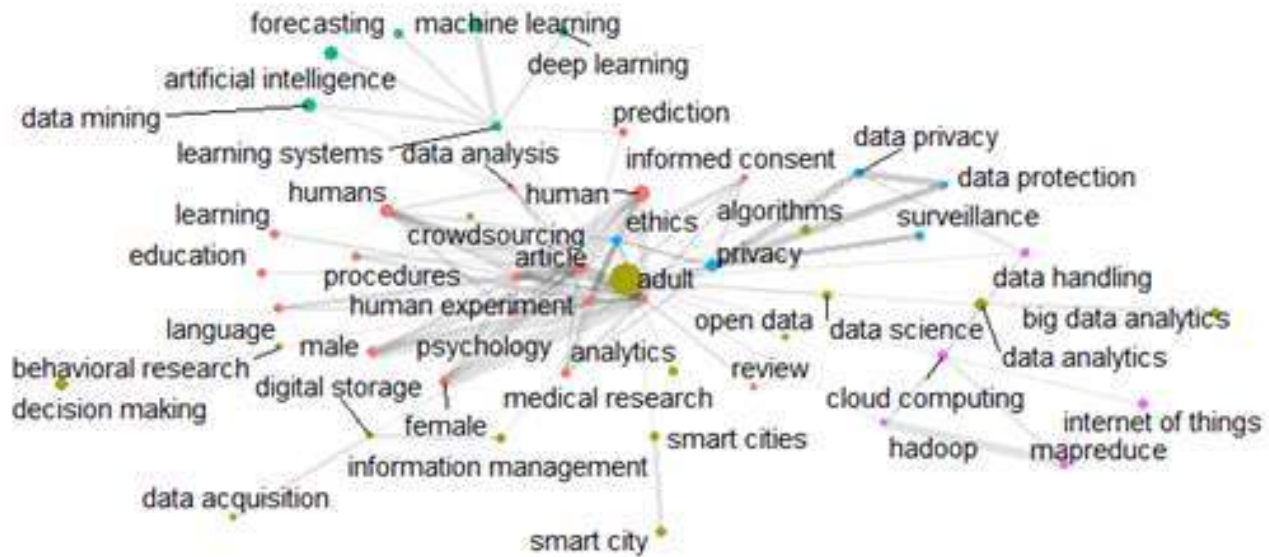 forecasting
machine learning
deep learning
artificial intelligence
data mining
prediction
learning systems
data analysis
informed consent
data privacy
data protection
humans
human
ethics
algorithms
surveillance
learning
crowdsourcing
education
article
privacy
procedures
adult
data handling
human experiment
open data
data science
big data analytics
language
male
psychology
analytics
review
data analytics
behavioral research
digital storage
medical research
cloud computing
decision making
female
smart cities
internet of things
hadoop
mapreduce
information management
data acquisition
smart city